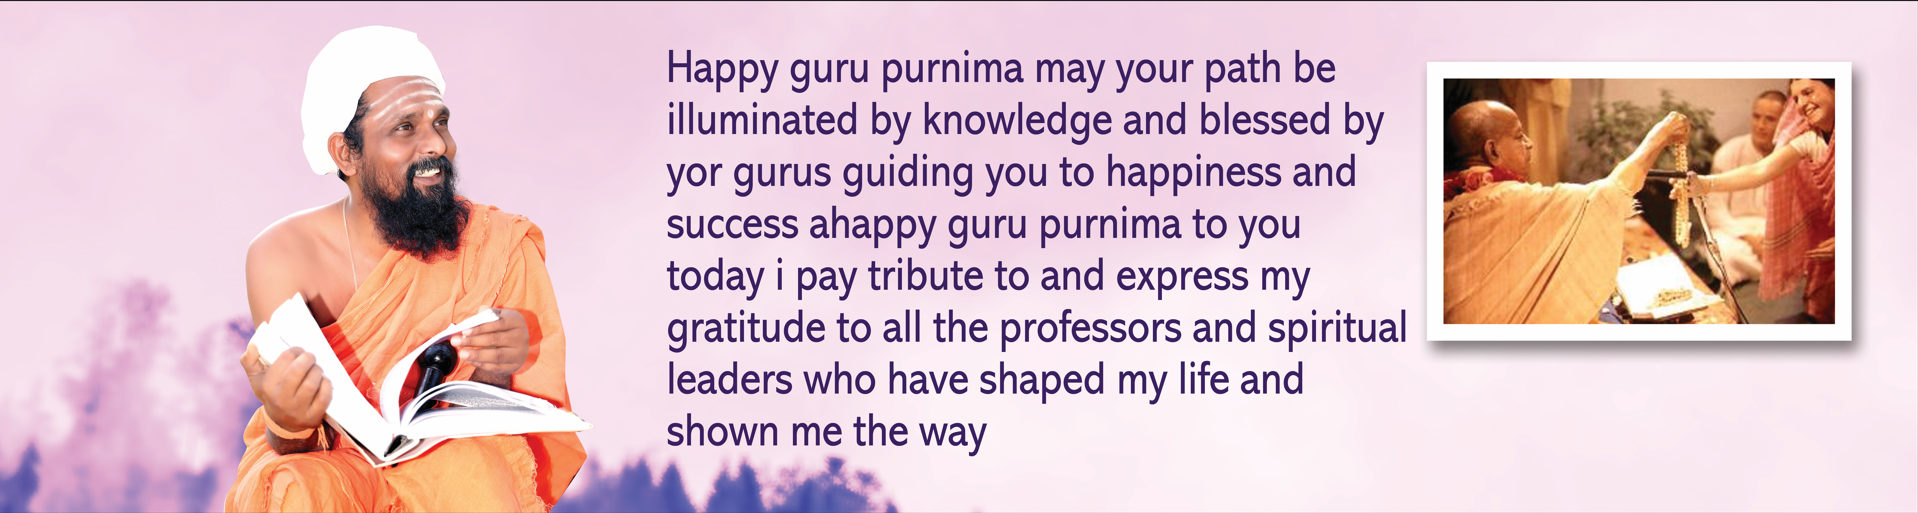 Happy guru purnima may your path be
illuminated by knowledge and blessed by
yor gurus guiding you to happiness and
success ahappy guru purnima to you
today i pay tribute to and express my
gratitude to all the professors and spiritual
leaders who have shaped my life and
shown me the way